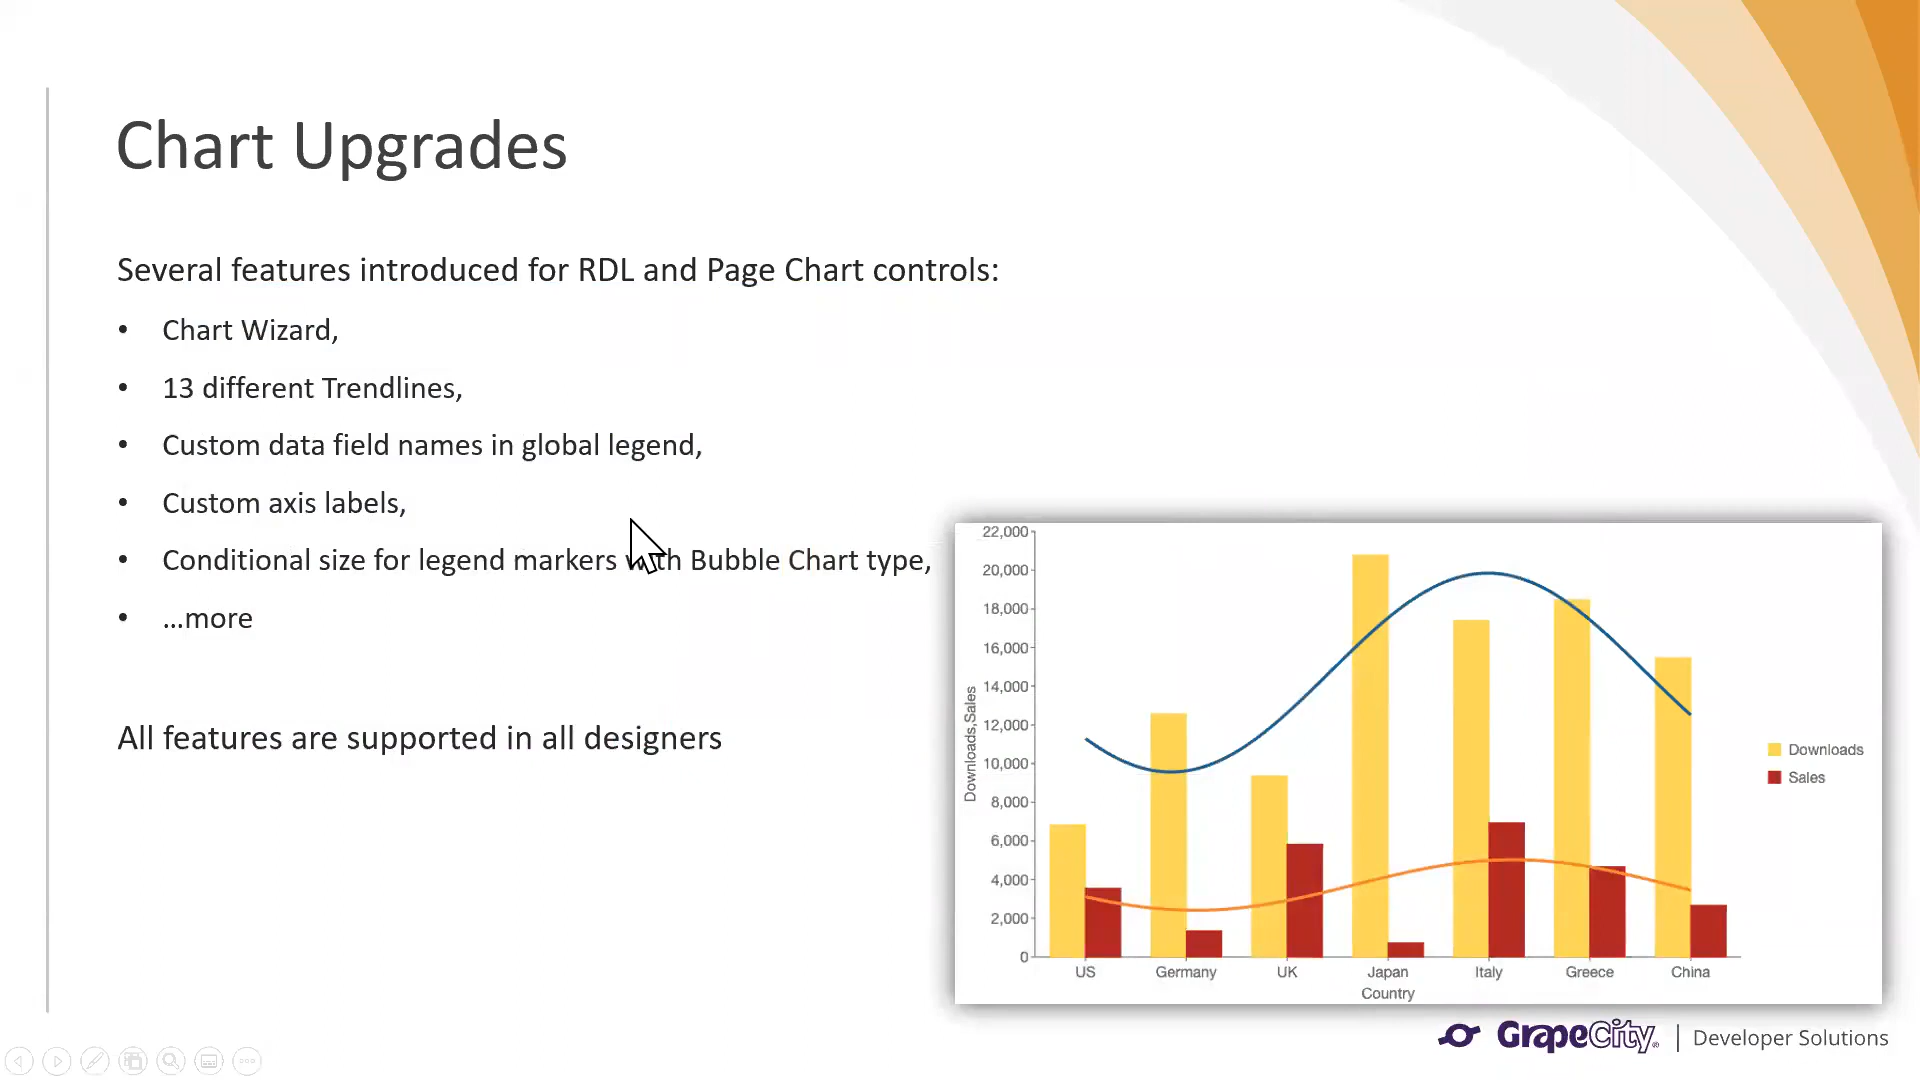 Chart Upgrades
Several features introduced for RDL and Page Chart controls:
• Chart Wizard,
• 13 different Trendlines,
• Custom data field names in global legend,
• Custom axis labels,
• Conditional size for legend markers with Bubble Chart type,
• ...more
All features are supported in all designers
22,000
20,000
18,000
16,000
14,000
12,000
10,000
8,000
6,000
4,000
2,000
0
Downloads,Sales
US Germany UK Japan Italy Greece China
Country
Downloads
Sales
GrapeCity® | Developer Solutions